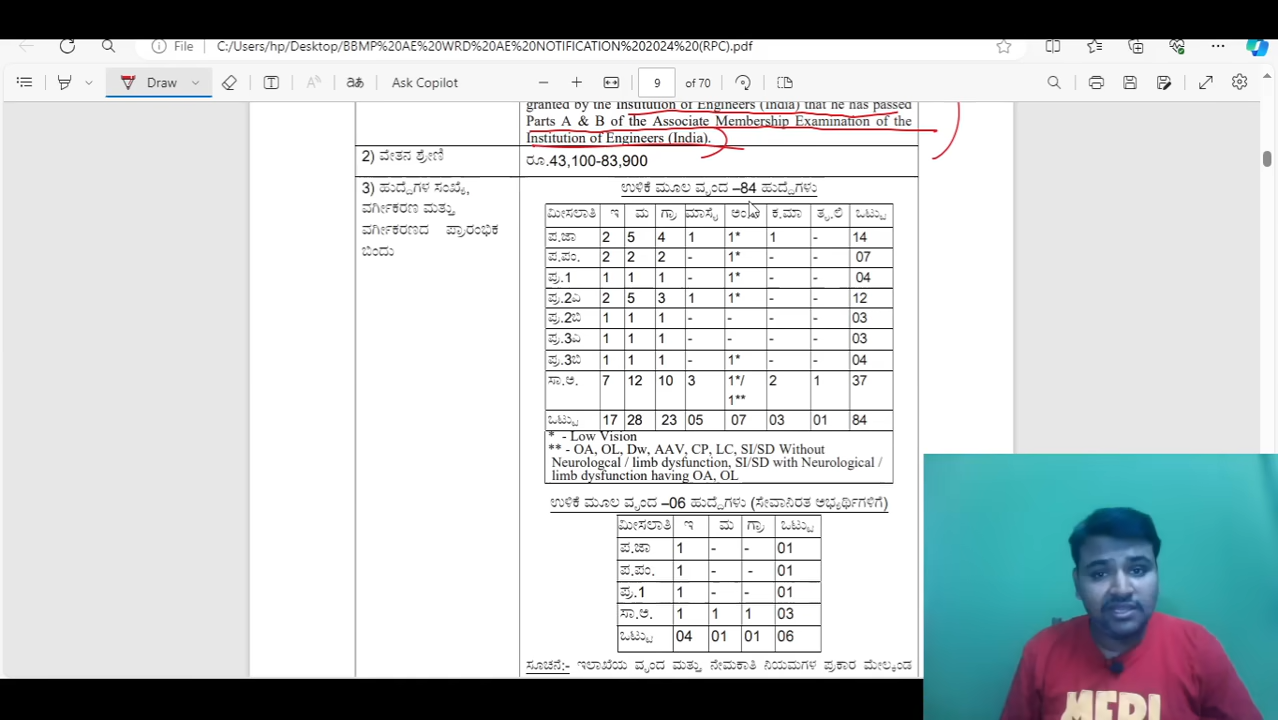 File
C:/Users/hp/Desktop/BBMP%20AE%20WRD%20AE%20NOTIFICATION%202024%20(RPC).pdf
Draw
Ask Copilot
9 of 70
granted by the Institution of Engineers (India) that he has passed
Parts A & B of the Associate Membership Examination of the
Institution of Engineers (India).
2) ವೇತನ ಶ್ರೇಣಿ ರೂ.43,100-83,900
3) ಹುದ್ದೆಗಳ ಸಂಖ್ಯೆ,
ವರ್ಗೀಕರಣ ಮತ್ತು
ವರ್ಗೀಕರಣದ ಪ್ರಾರಂಭಿಕ
ಬಿಂದು
ಉಳಿಕೆ ಮೂಲ ವೃಂದ –84 ಹುದ್ದೆಗಳು
ಮೀಸಲಾತಿ ಇ ಮ ಗ್ರಾ ಮಾಸೈ ಕ.ಮಾ ತೃ.ಲಿ ಒಟ್ಟು
ಪ.ಜಾ 2 5 4 1 1* 1 - 14
ಪ.ಪಂ. 2 2 2 - 1* - - 07
ಪ್ರ.1 1 1 1 - 1* - - 04
ಪ್ರ.2ಎ 2 5 3 1 1* - - 12
ಪ್ರ.2ಬಿ 1 1 1 - - - - 03
ಪ್ರ.3ಎ 1 1 1 - - - - 03
ಪ್ರ.3ಬಿ 1 1 1 - 1* - - 04
ಸಾ.ಅ. 7 12 10 3 1*/ 2 1 37
1**
ಒಟ್ಟು 17 28 23 05 07 03 01 84
* - Low Vision
** - OA, OL, Dw, AAV, CP, LC, SI/SD Without
Neurologcal / limb dysfunction, SI/SD with Neurological /
limb dysfunction having OA, OL
ಉಳಿಕೆ ಮೂಲ ವೃಂದ –06 ಹುದ್ದೆಗಳು (ಸೇವಾನಿರತ ಅಭ್ಯರ್ಥಿಗಳಿಗೆ)
ಮೀಸಲಾತಿ ಇ ಮ ಗ್ರಾ ಒಟ್ಟು
ಪ.ಜಾ 1 - - 01
ಪ.ಪಂ. 1 - - 01
ಪ್ರ.1 1 - - 01
ಸಾ.ಅ. 1 1 1 03
ಒಟ್ಟು 04 01 01 06
ಸೂಚನೆ:- ಇಲಾಖೆಯ ವೃಂದ ಮತ್ತು ನೇಮಕಾತಿ ನಿಯಮಗಳ ಪ್ರಕಾರ ಮೇಲ್ಕಂಡ